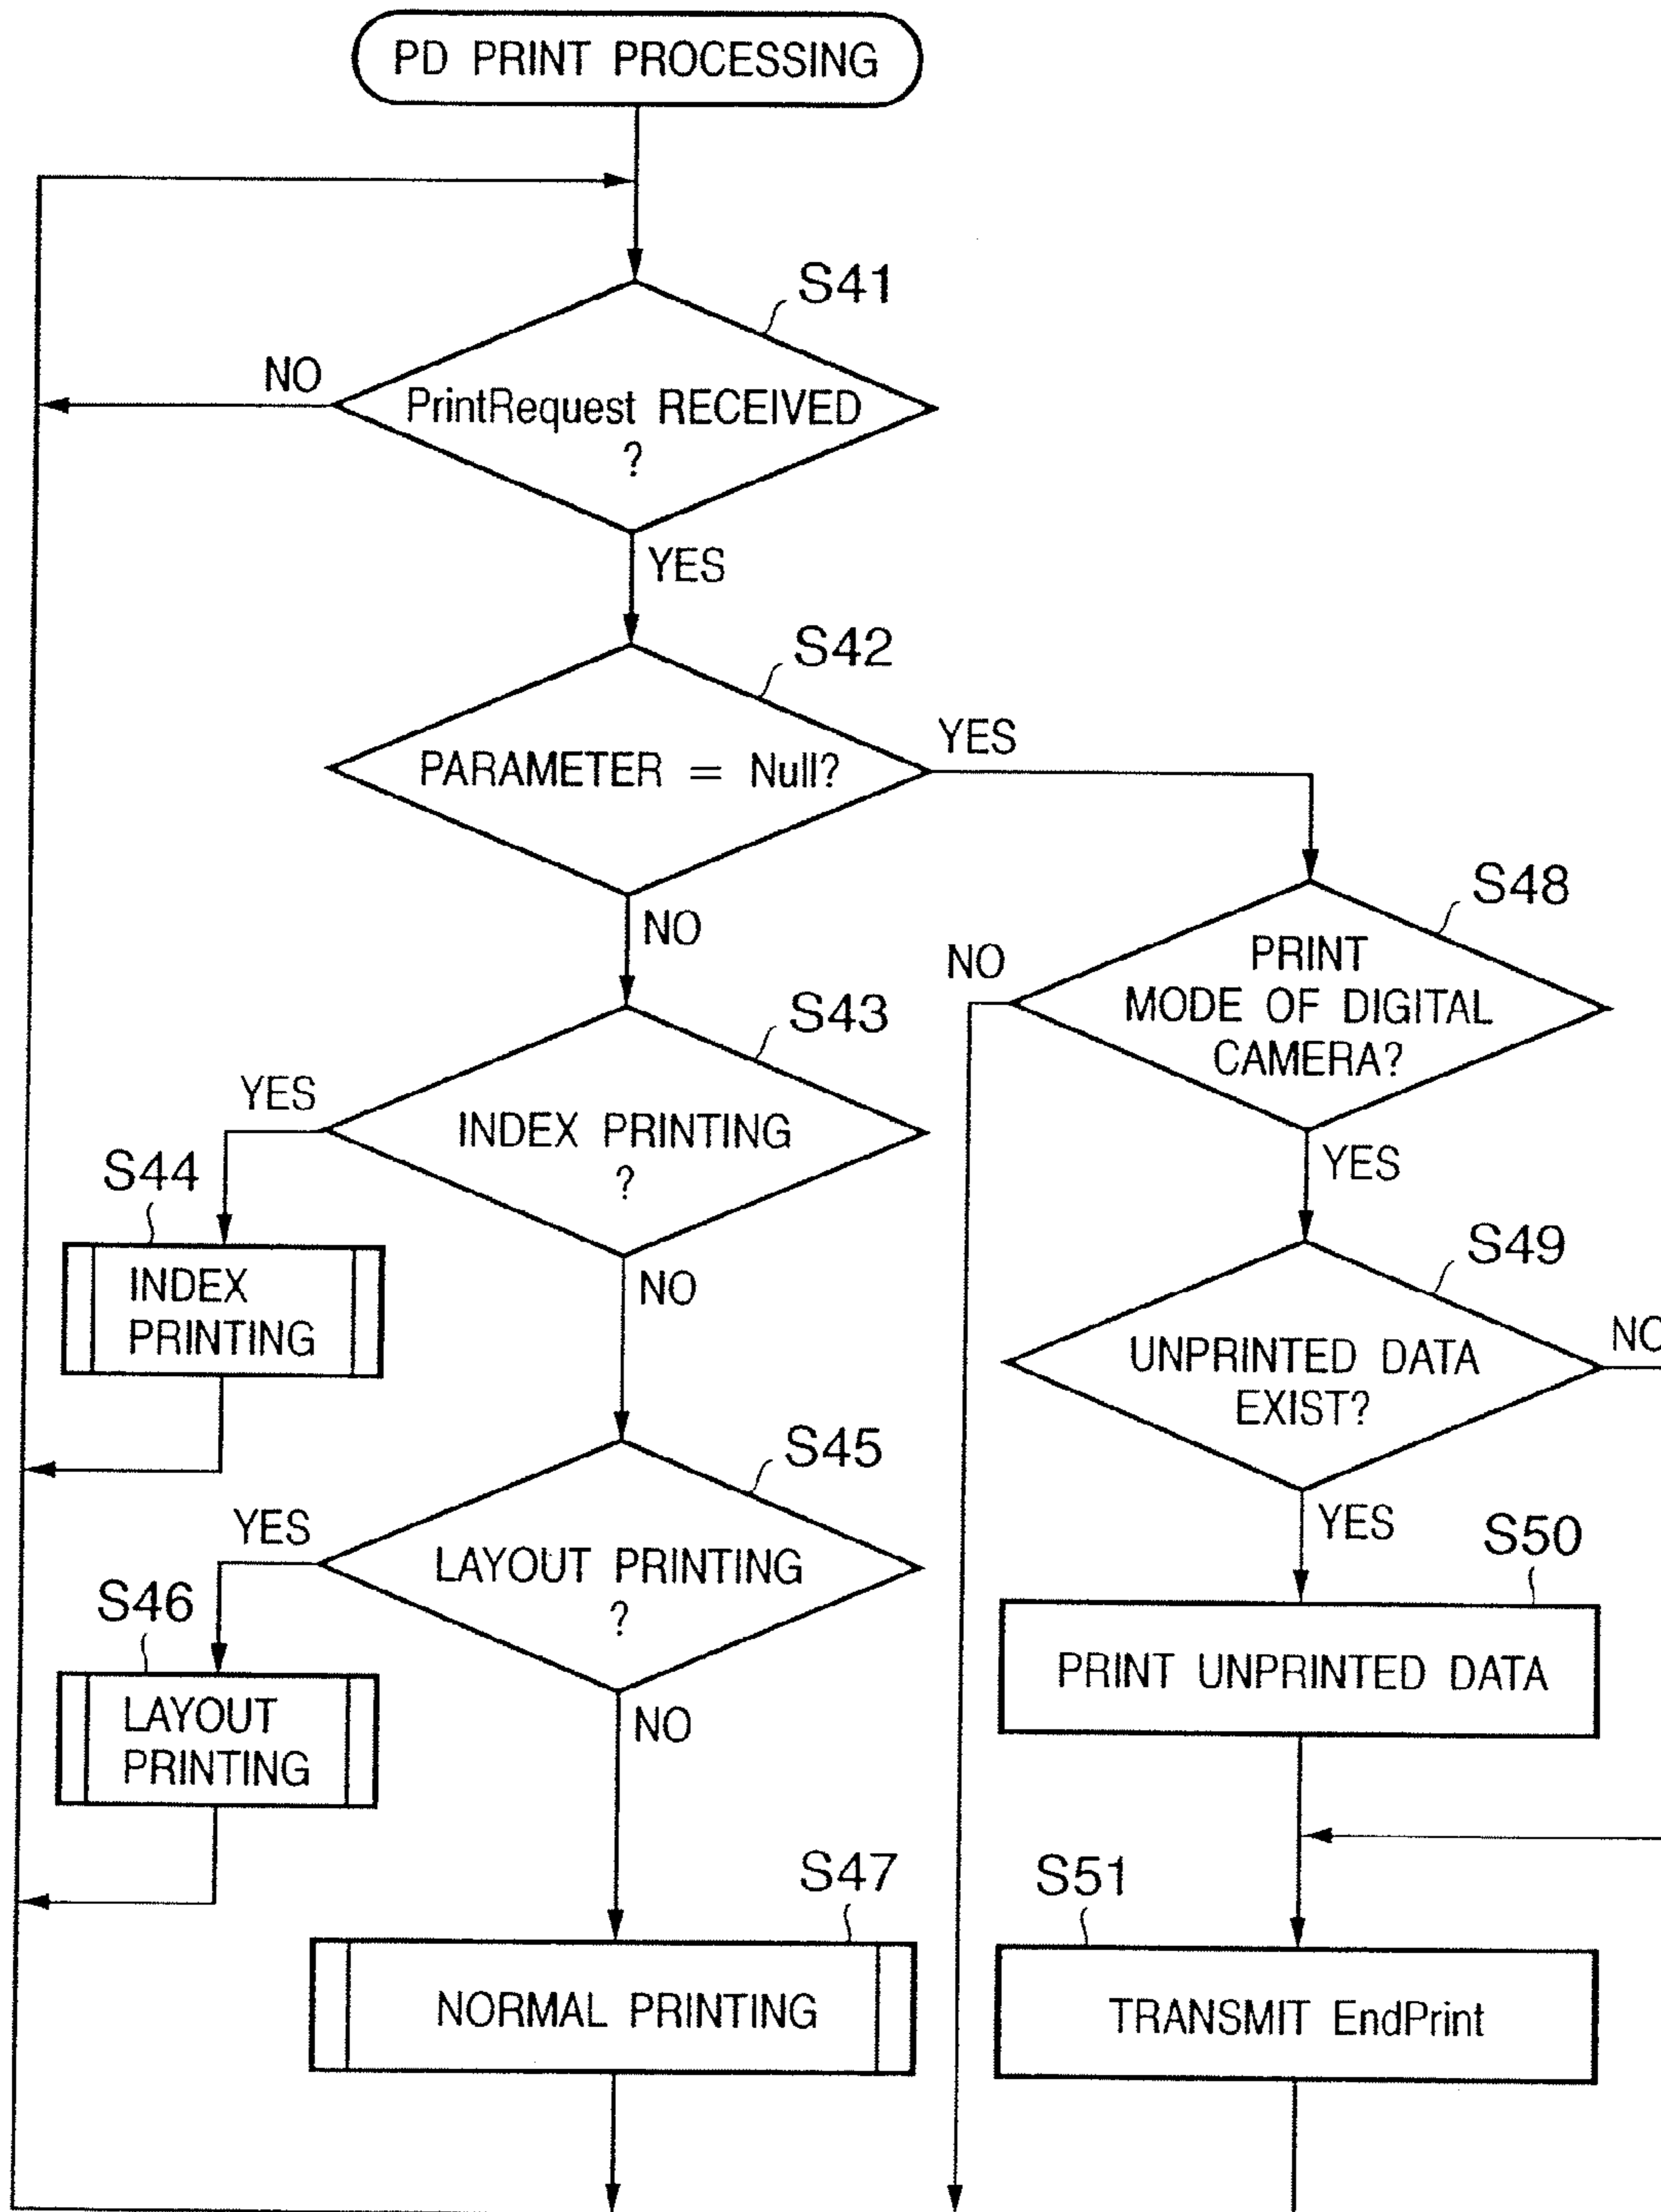 PD PRINT PROCESSING
S41
NO
PrintRequest RECEIVED
?
YES
S42
PARAMETER = Null?
YES
NO
S48
NO
PRINT
MODE OF DIGITAL
CAMERA?
YES
S43
YES
INDEX PRINTING
?
NO
S44
INDEX
PRINTING
S49
UNPRINTED DATA
EXIST?
NO
YES
S45
YES
LAYOUT PRINTING
?
NO
S46
LAYOUT
PRINTING
S50
PRINT UNPRINTED DATA
S47
NORMAL PRINTING
S51
TRANSMIT EndPrint